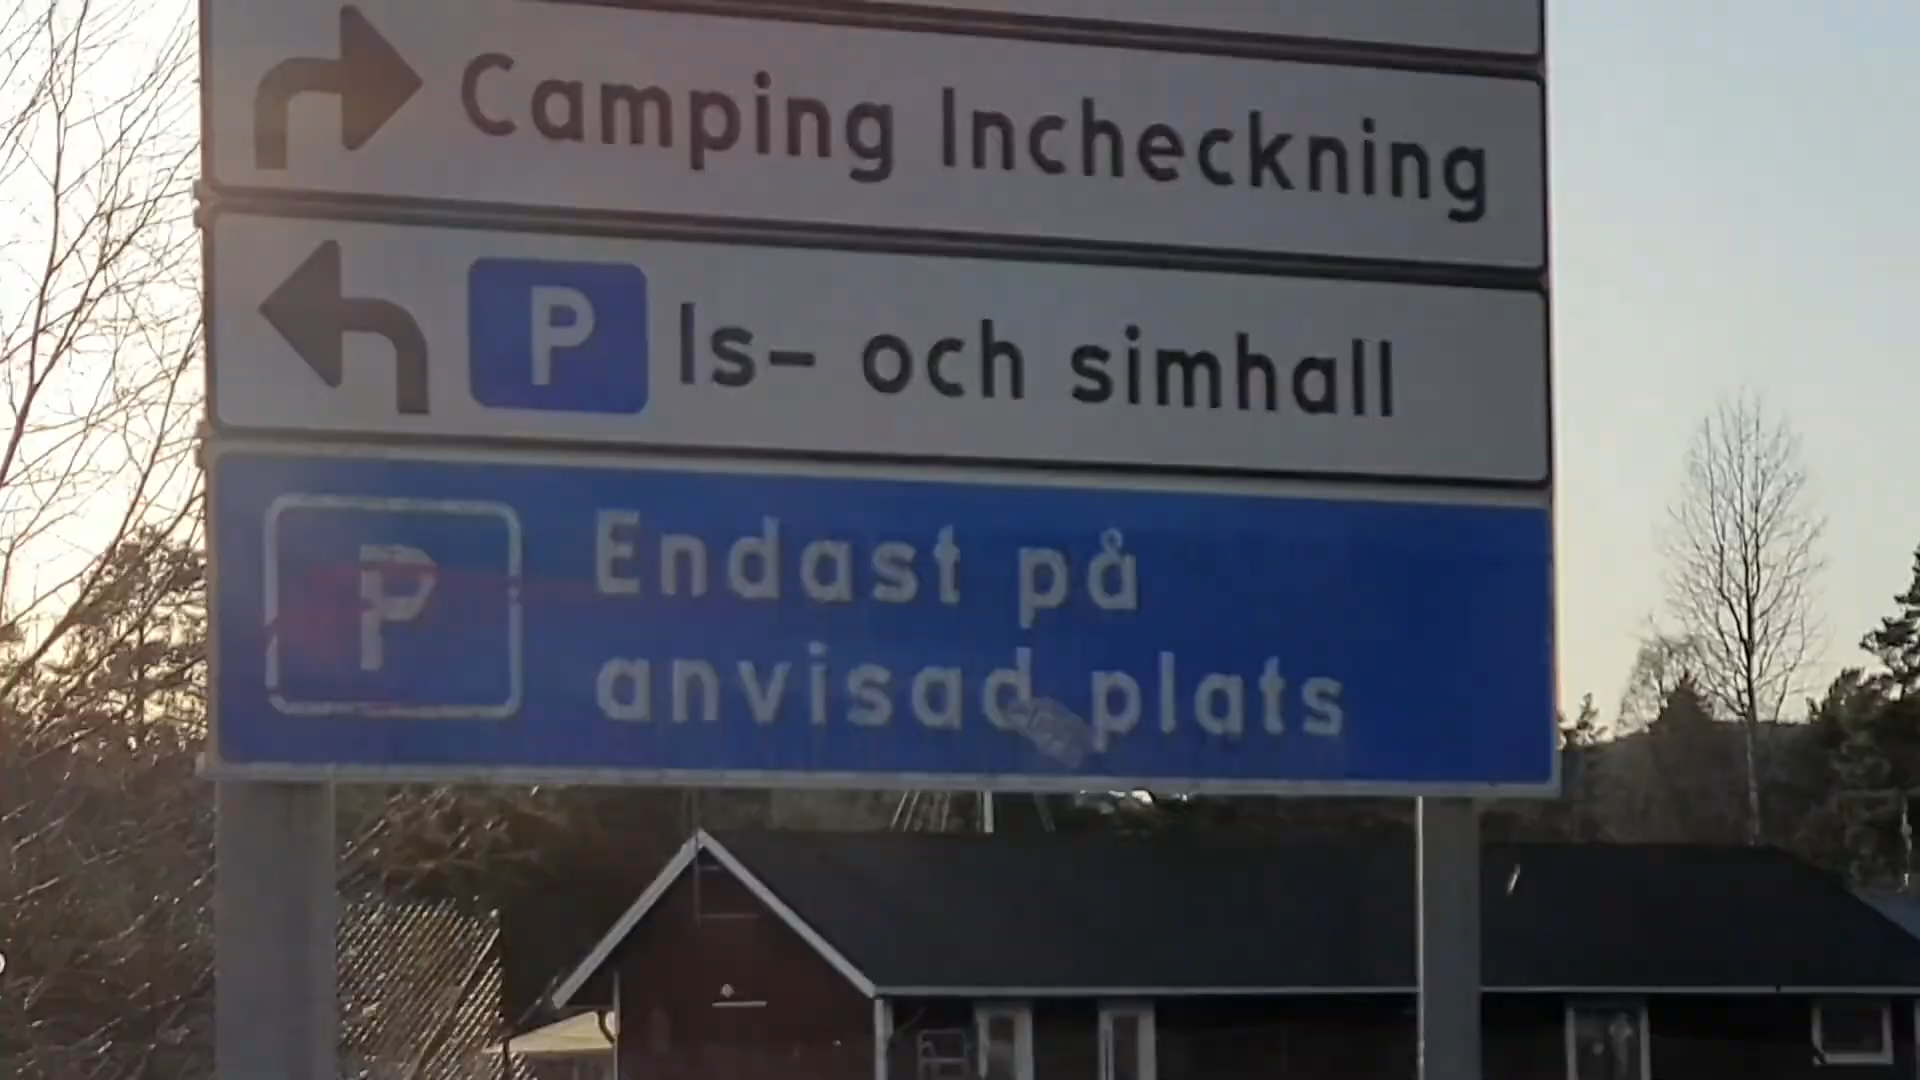 Camping Incheckning
P Is- och simhall
P Endast på
anvisad plats